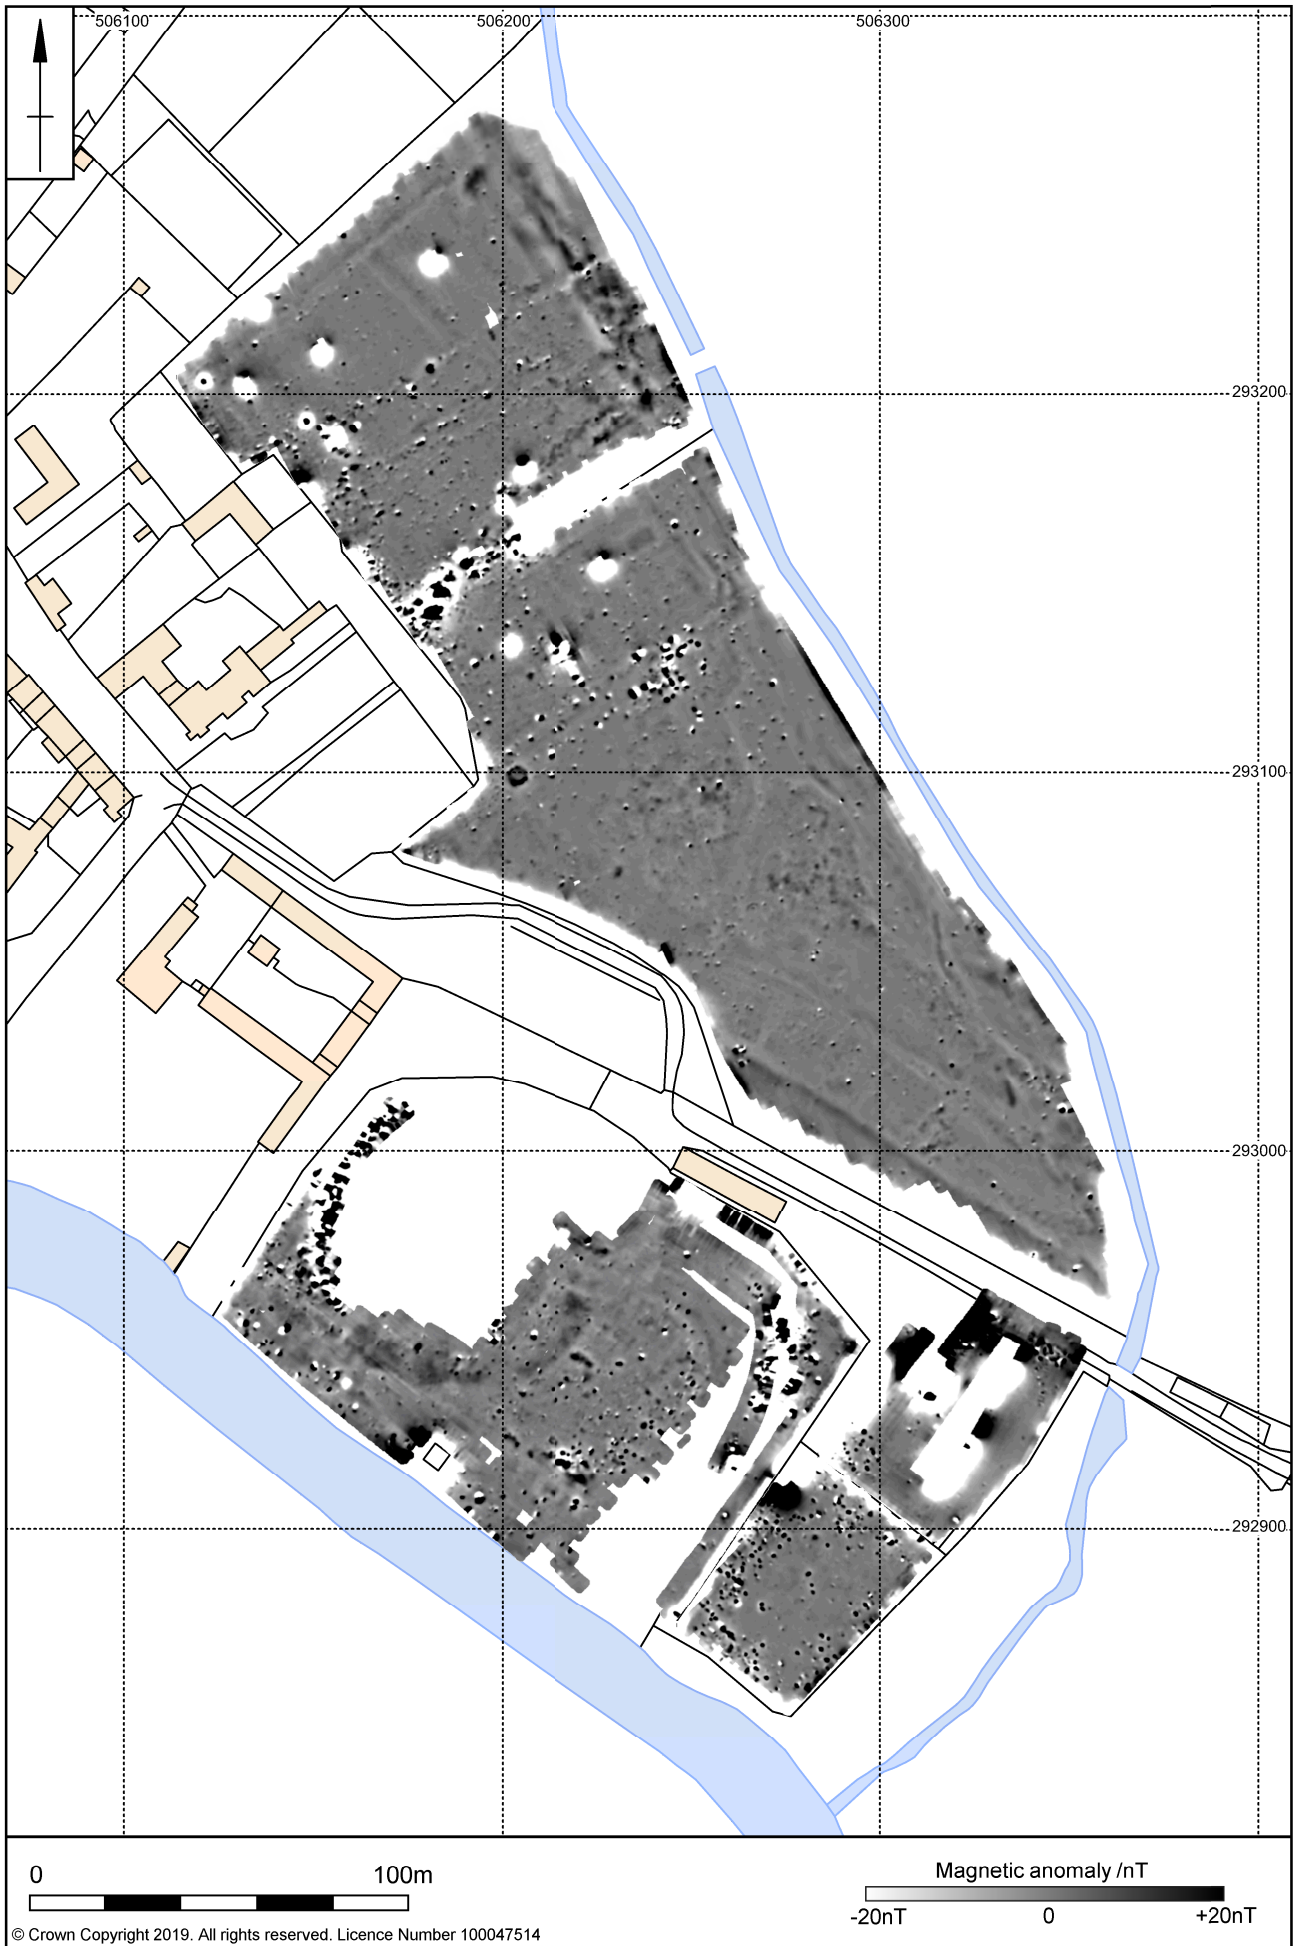 506100
506200
506300
293200
293100
293000
292900
0 100m
Magnetic anomaly /nT
-20nT 0 +20nT
© Crown Copyright 2019. All rights reserved. Licence Number 100047514